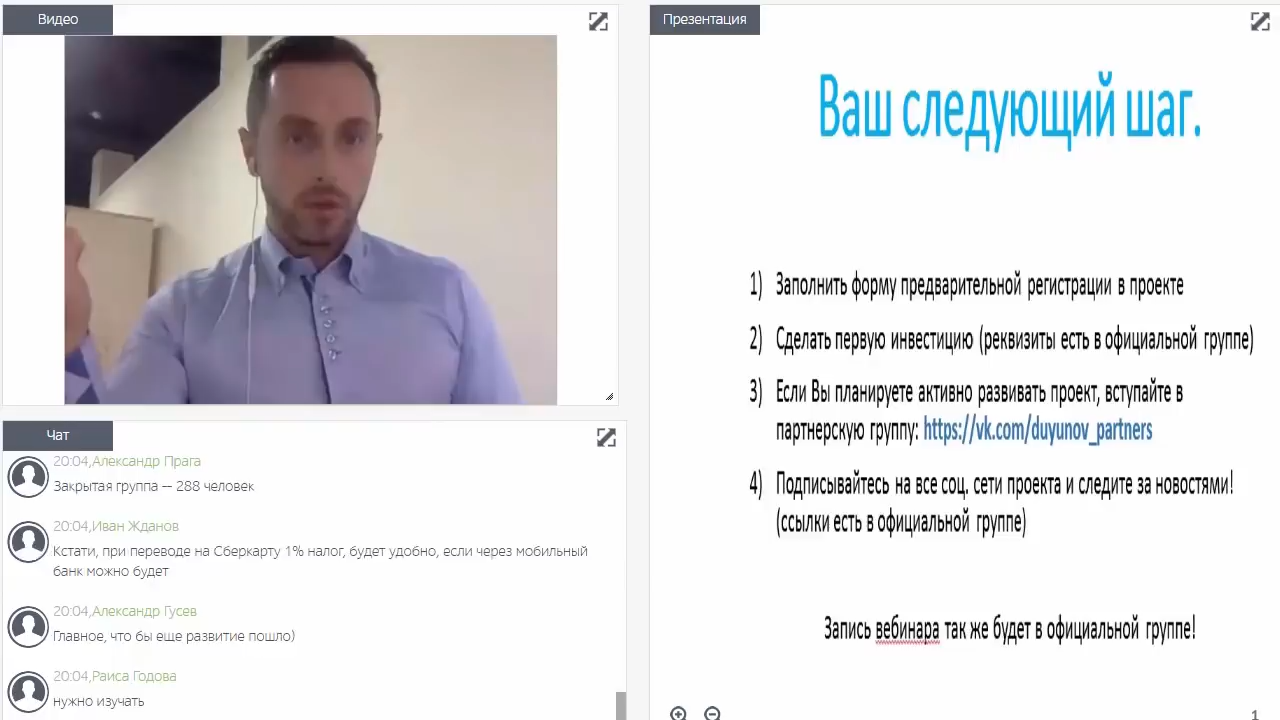 Видео
Чат
20:04,Александр Прага
Закрытая группа -- 288 человек
20:04,Иван Жданов
Кстати, при переводе на Сберкарту 1% налог, будет удобно, если через мобильный
банк можно будет
20:04,Александр Гусев
Главное, что бы еще развитие пошло)
20:04,Раиса Годова
нужно изучать
Презентация
Ваш следующий шаг.
1) Заполнить форму предварительной регистрации в проекте
2) Сделать первую инвестицию (реквизиты есть в официальной группе)
3) Если Вы планируете активно развивать проект, вступайте в
партнерскую группу: https://vk.com/duyunov_partners
4) Подписывайтесь на все соц. сети проекта и следите за новостями!
(ссылки есть в официальной группе)
Запись вебинара так же будет в официальной группе!
1